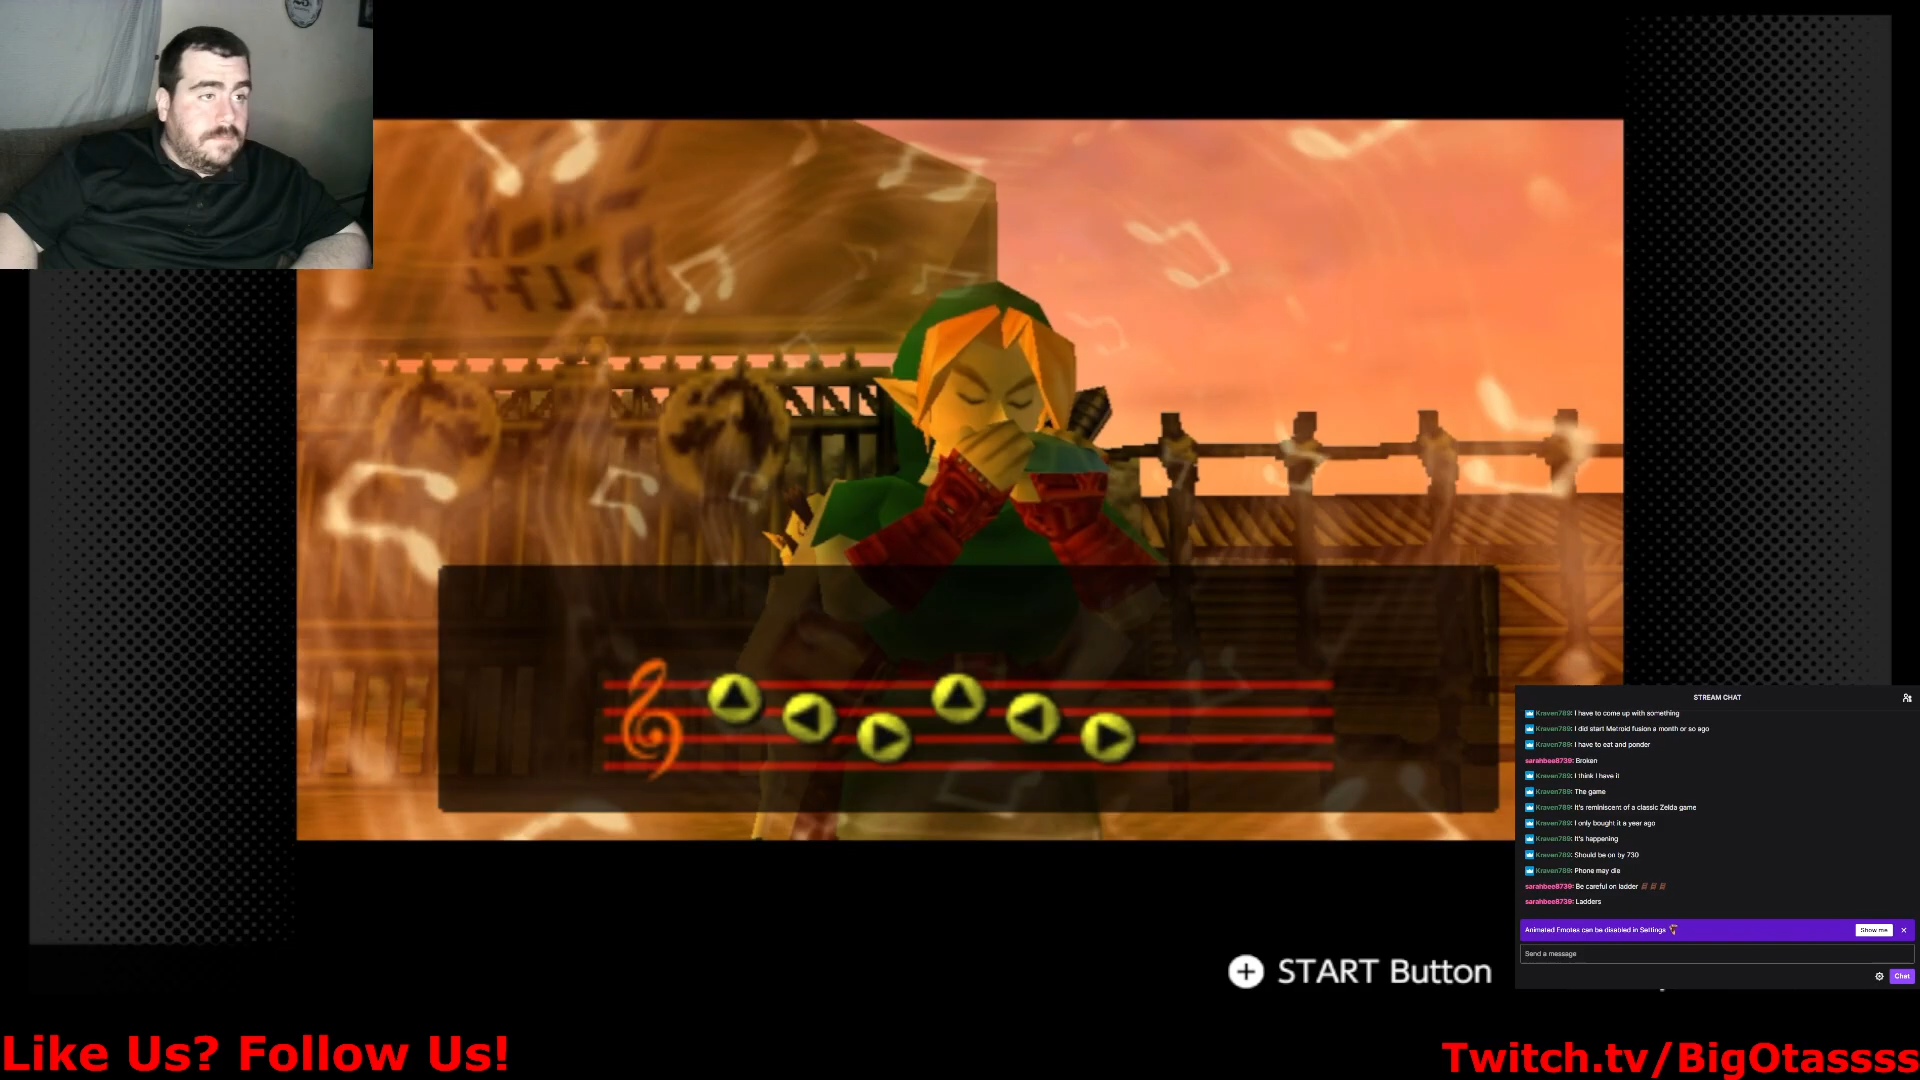 STREAM CHAT
Kraven789: I have to come up with something
Kraven789: I did start Metroid fusion a month or so ago
Kraven789: I have to eat and ponder
sarahbee8739: Broken
Kraven789: I think I have it
Kraven789: The game
Kraven789: It's reminiscent of a classic Zelda game
Kraven789: I only bought it a year ago
Kraven789: It's happening
Kraven789: Should be on by 730
Kraven789: Phone may die
sarahbee8739: Be careful on ladder
sarahbee8739: Ladders
Animated Emotes can be disabled in Settings
Show me
Send a message
Chat
START Button
Like Us? Follow Us!
Twitch.tv/BigOtassss